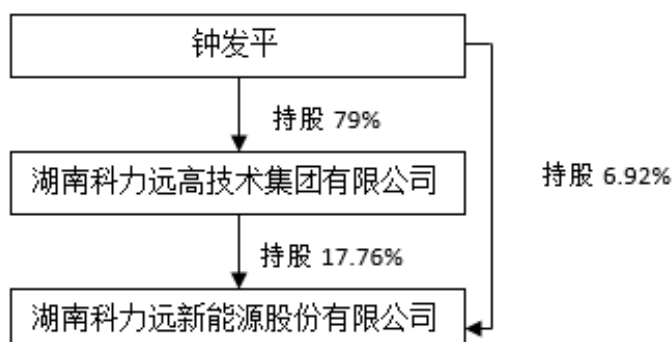 钟发平
持股 79%
湖南科力远高技术集团有限公司
持股 6.92%
持股 17.76%
湖南科力远新能源股份有限公司